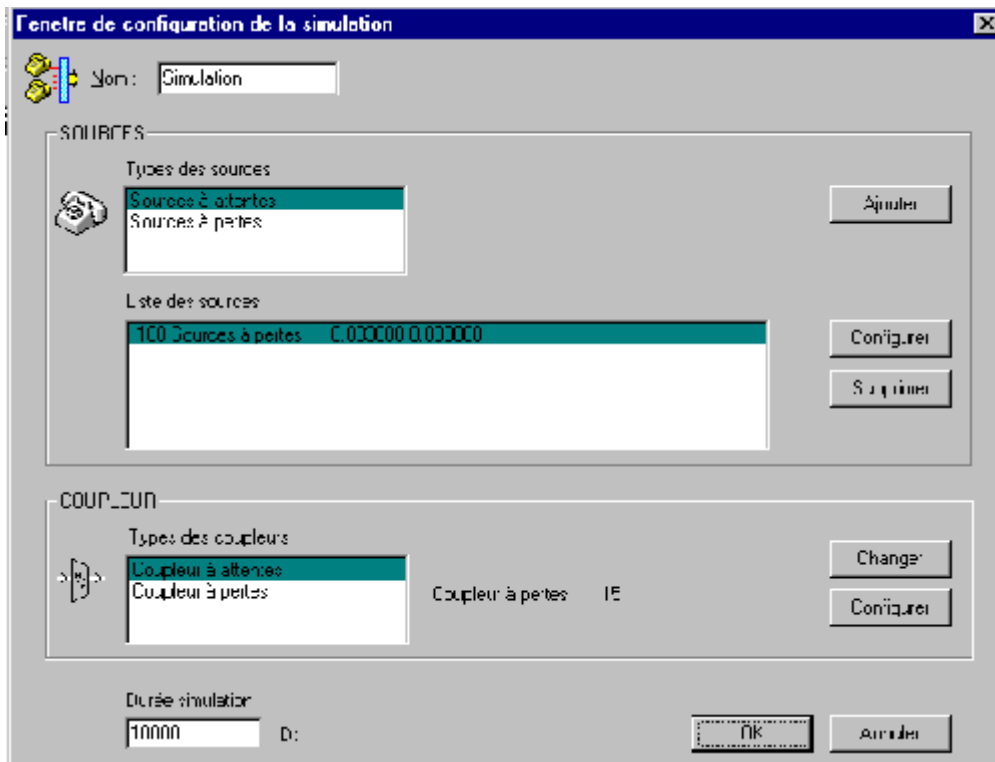 Fenetre de configuration de la simulation
Nom :
Simulation
SOURCES
Types des sources
Sources à attentes
Sources à pertes
Ajouter
Liste des sources
100 Sources à pertes 0.000000 0.000000
Configurer
Supprimer
COUPLEUR
Types des coupleurs
Coupleur à attentes
Coupleur à pertes
Coupleur à pertes
Changer
Configurer
Durée simulation
10000
OK
Annuler